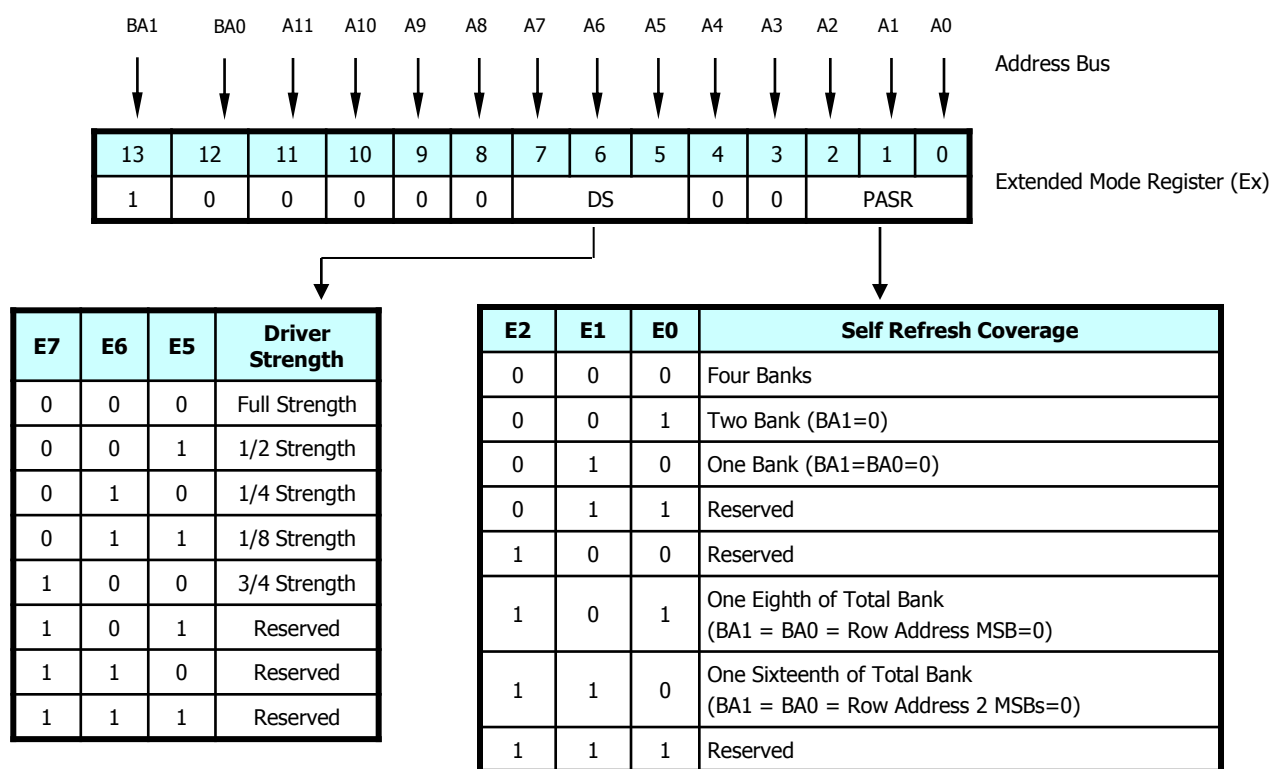 BA1 BA0 A11 A10 A9 A8 A7 A6 A5 A4 A3 A2 A1 A0
Address Bus
13 12 11 10 9 8 7 6 5 4 3 2 1 0
1 0 0 0 0 0 DS 0 0 PASR
Extended Mode Register (Ex)
E7 E6 E5 Driver
Strength
0 0 0 Full Strength
0 0 1 1/2 Strength
0 1 0 1/4 Strength
0 1 1 1/8 Strength
1 0 0 3/4 Strength
1 0 1 Reserved
1 1 0 Reserved
1 1 1 Reserved
E2 E1 E0 Self Refresh Coverage
0 0 0 Four Banks
0 0 1 Two Bank (BA1=0)
0 1 0 One Bank (BA1=BA0=0)
0 1 1 Reserved
1 0 0 Reserved
1 0 1 One Eighth of Total Bank
(BA1 = BA0 = Row Address MSB=0)
1 1 0 One Sixteenth of Total Bank
(BA1 = BA0 = Row Address 2 MSBs=0)
1 1 1 Reserved